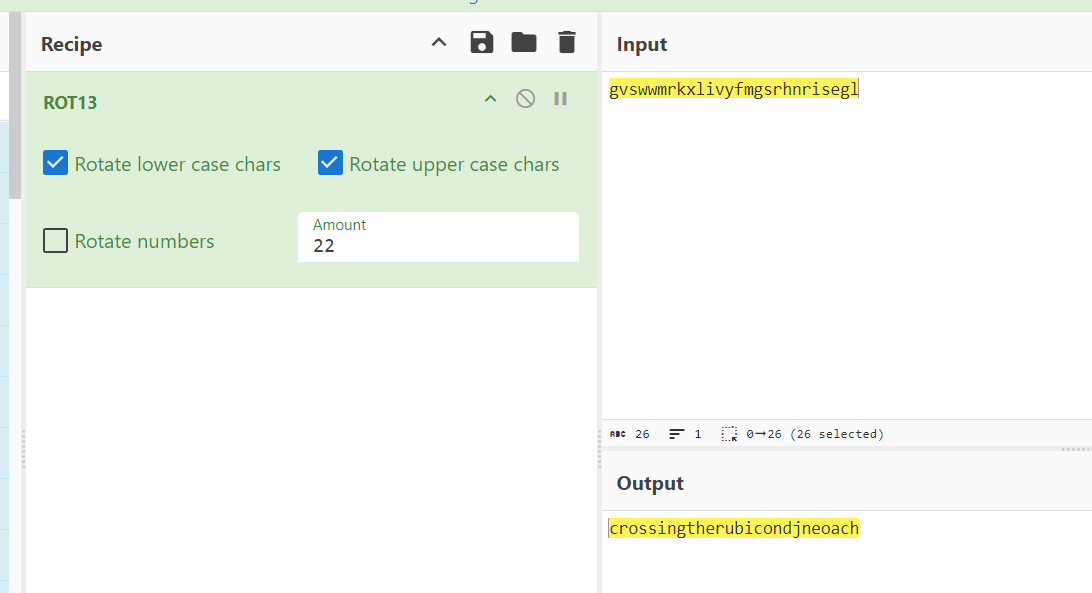 Recipe
ROT13
Rotate lower case chars
Rotate upper case chars
Rotate numbers
Amount
22
Input
gvswwmrkxlivyfmgsrhnrisegl
ABC 26
1
0→26 (26 selected)
Output
crossingtherubicondjneoach